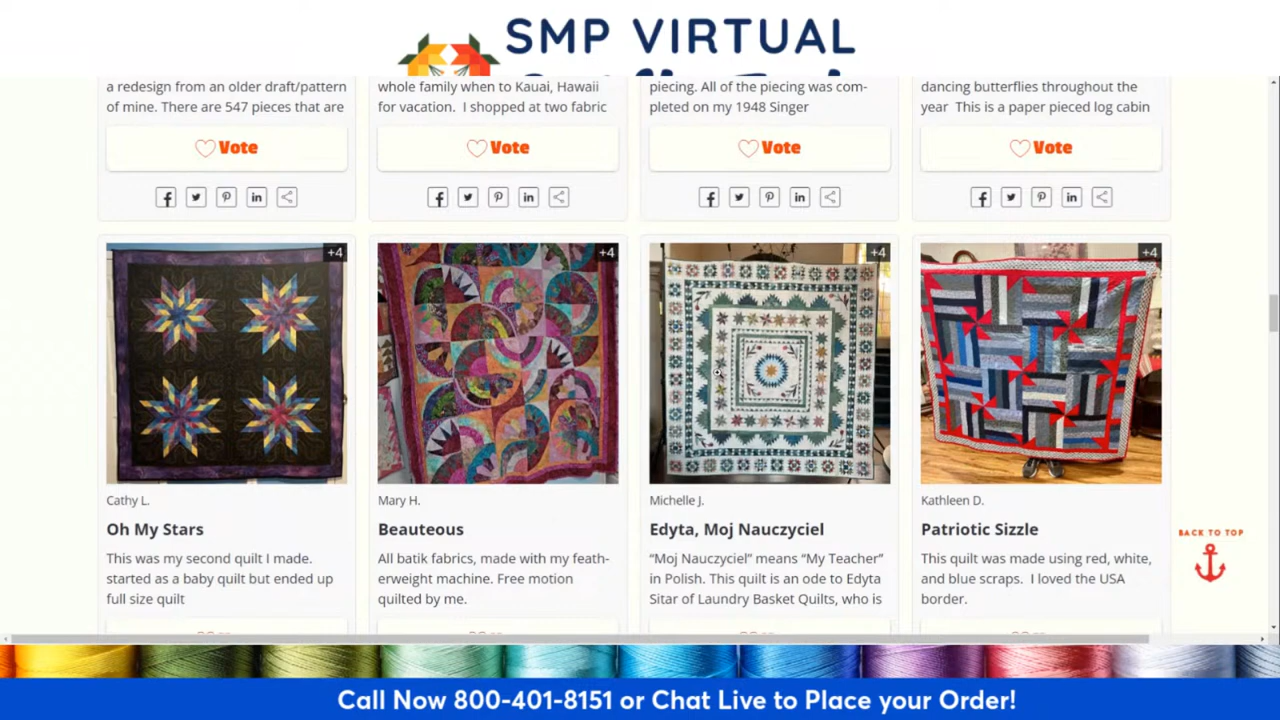 SMP VIRTUAL
a redesign from an older draft/pattern
of mine. There are 547 pieces that are
Vote
whole family when to Kauai, Hawaii
for vacation. I shopped at two fabric
Vote
piecing. All of the piecing was com-
pleted on my 1948 Singer
Vote
dancing butterflies throughout the
year This is a paper pieced log cabin
Vote
+4
Cathy L.
Oh My Stars
This was my second quilt I made.
started as a baby quilt but ended up
full size quilt
+4
Mary H.
Beauteous
All batik fabrics, made with my feath-
erweight machine. Free motion
quilted by me.
+4
Michelle J.
Edyta, Moj Nauczyciel
“Moj Nauczyciel” means “My Teacher”
in Polish. This quilt is an ode to Edyta
Sitar of Laundry Basket Quilts, who is
+4
Kathleen D.
Patriotic Sizzle
This quilt was made using red, white,
and blue scraps. I loved the USA
border.
BACK TO TOP
Call Now 800-401-8151 or Chat Live to Place your Order!